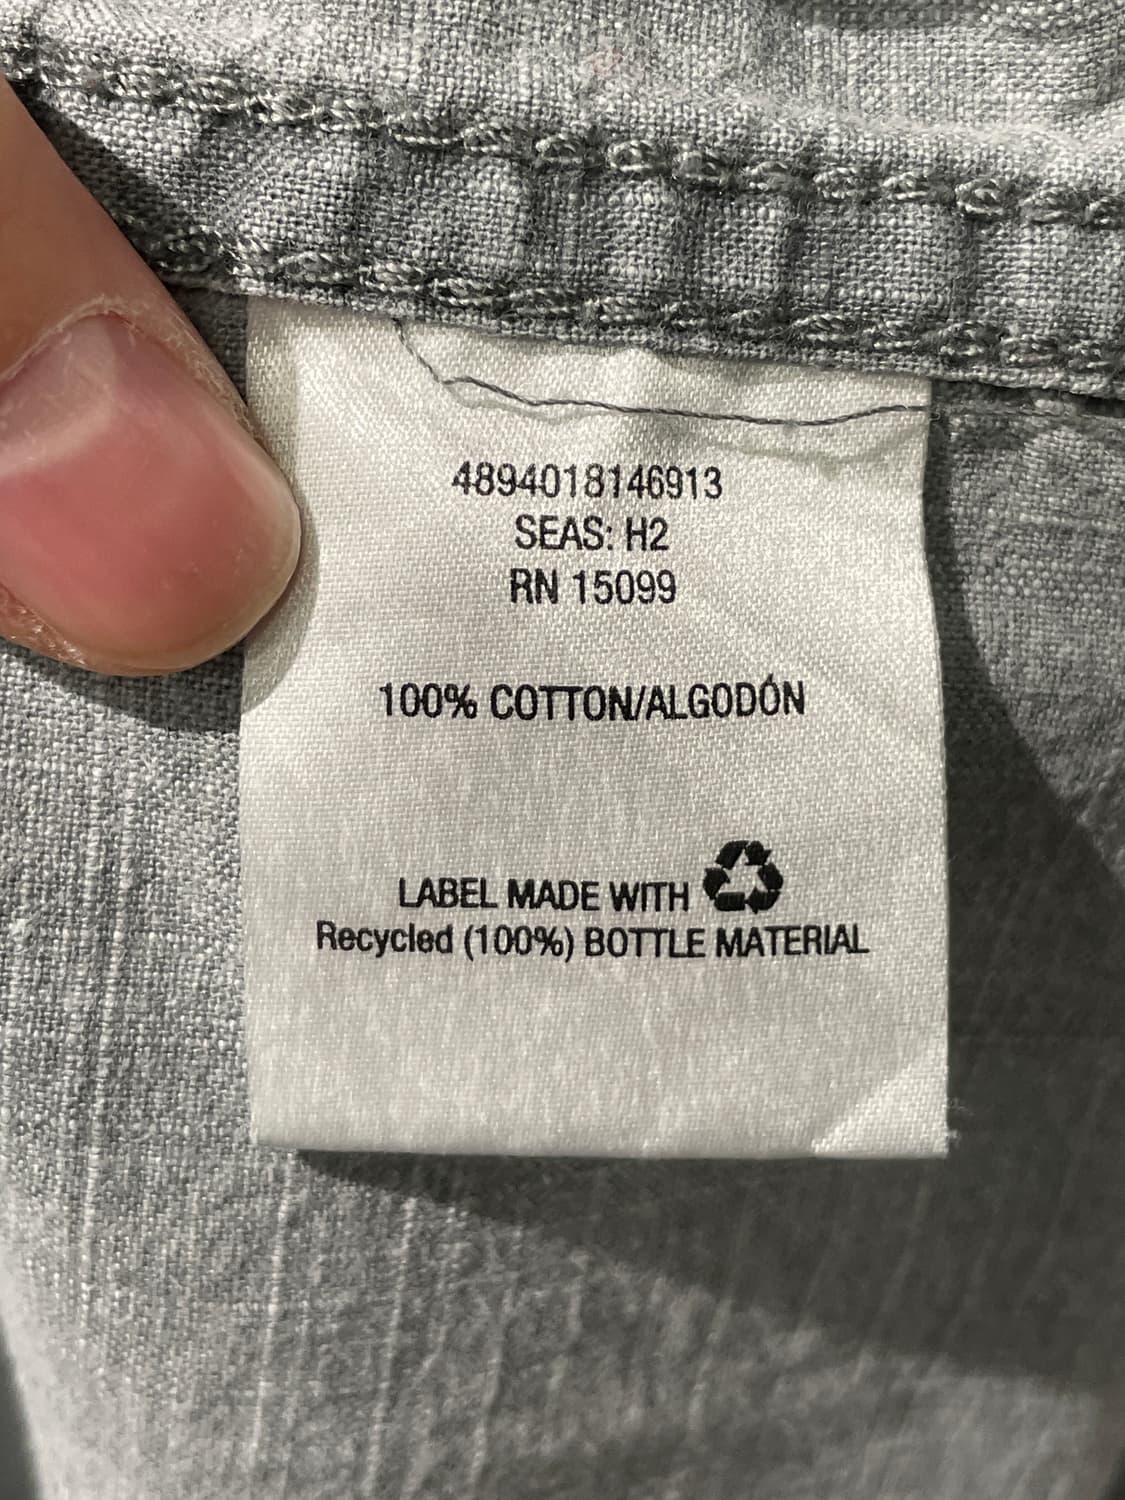 4894018146913
SEAS: H2
RN 15099
100% COTTON/ALGODÓN
LABEL MADE WITH
Recycled (100%) BOTTLE MATERIAL